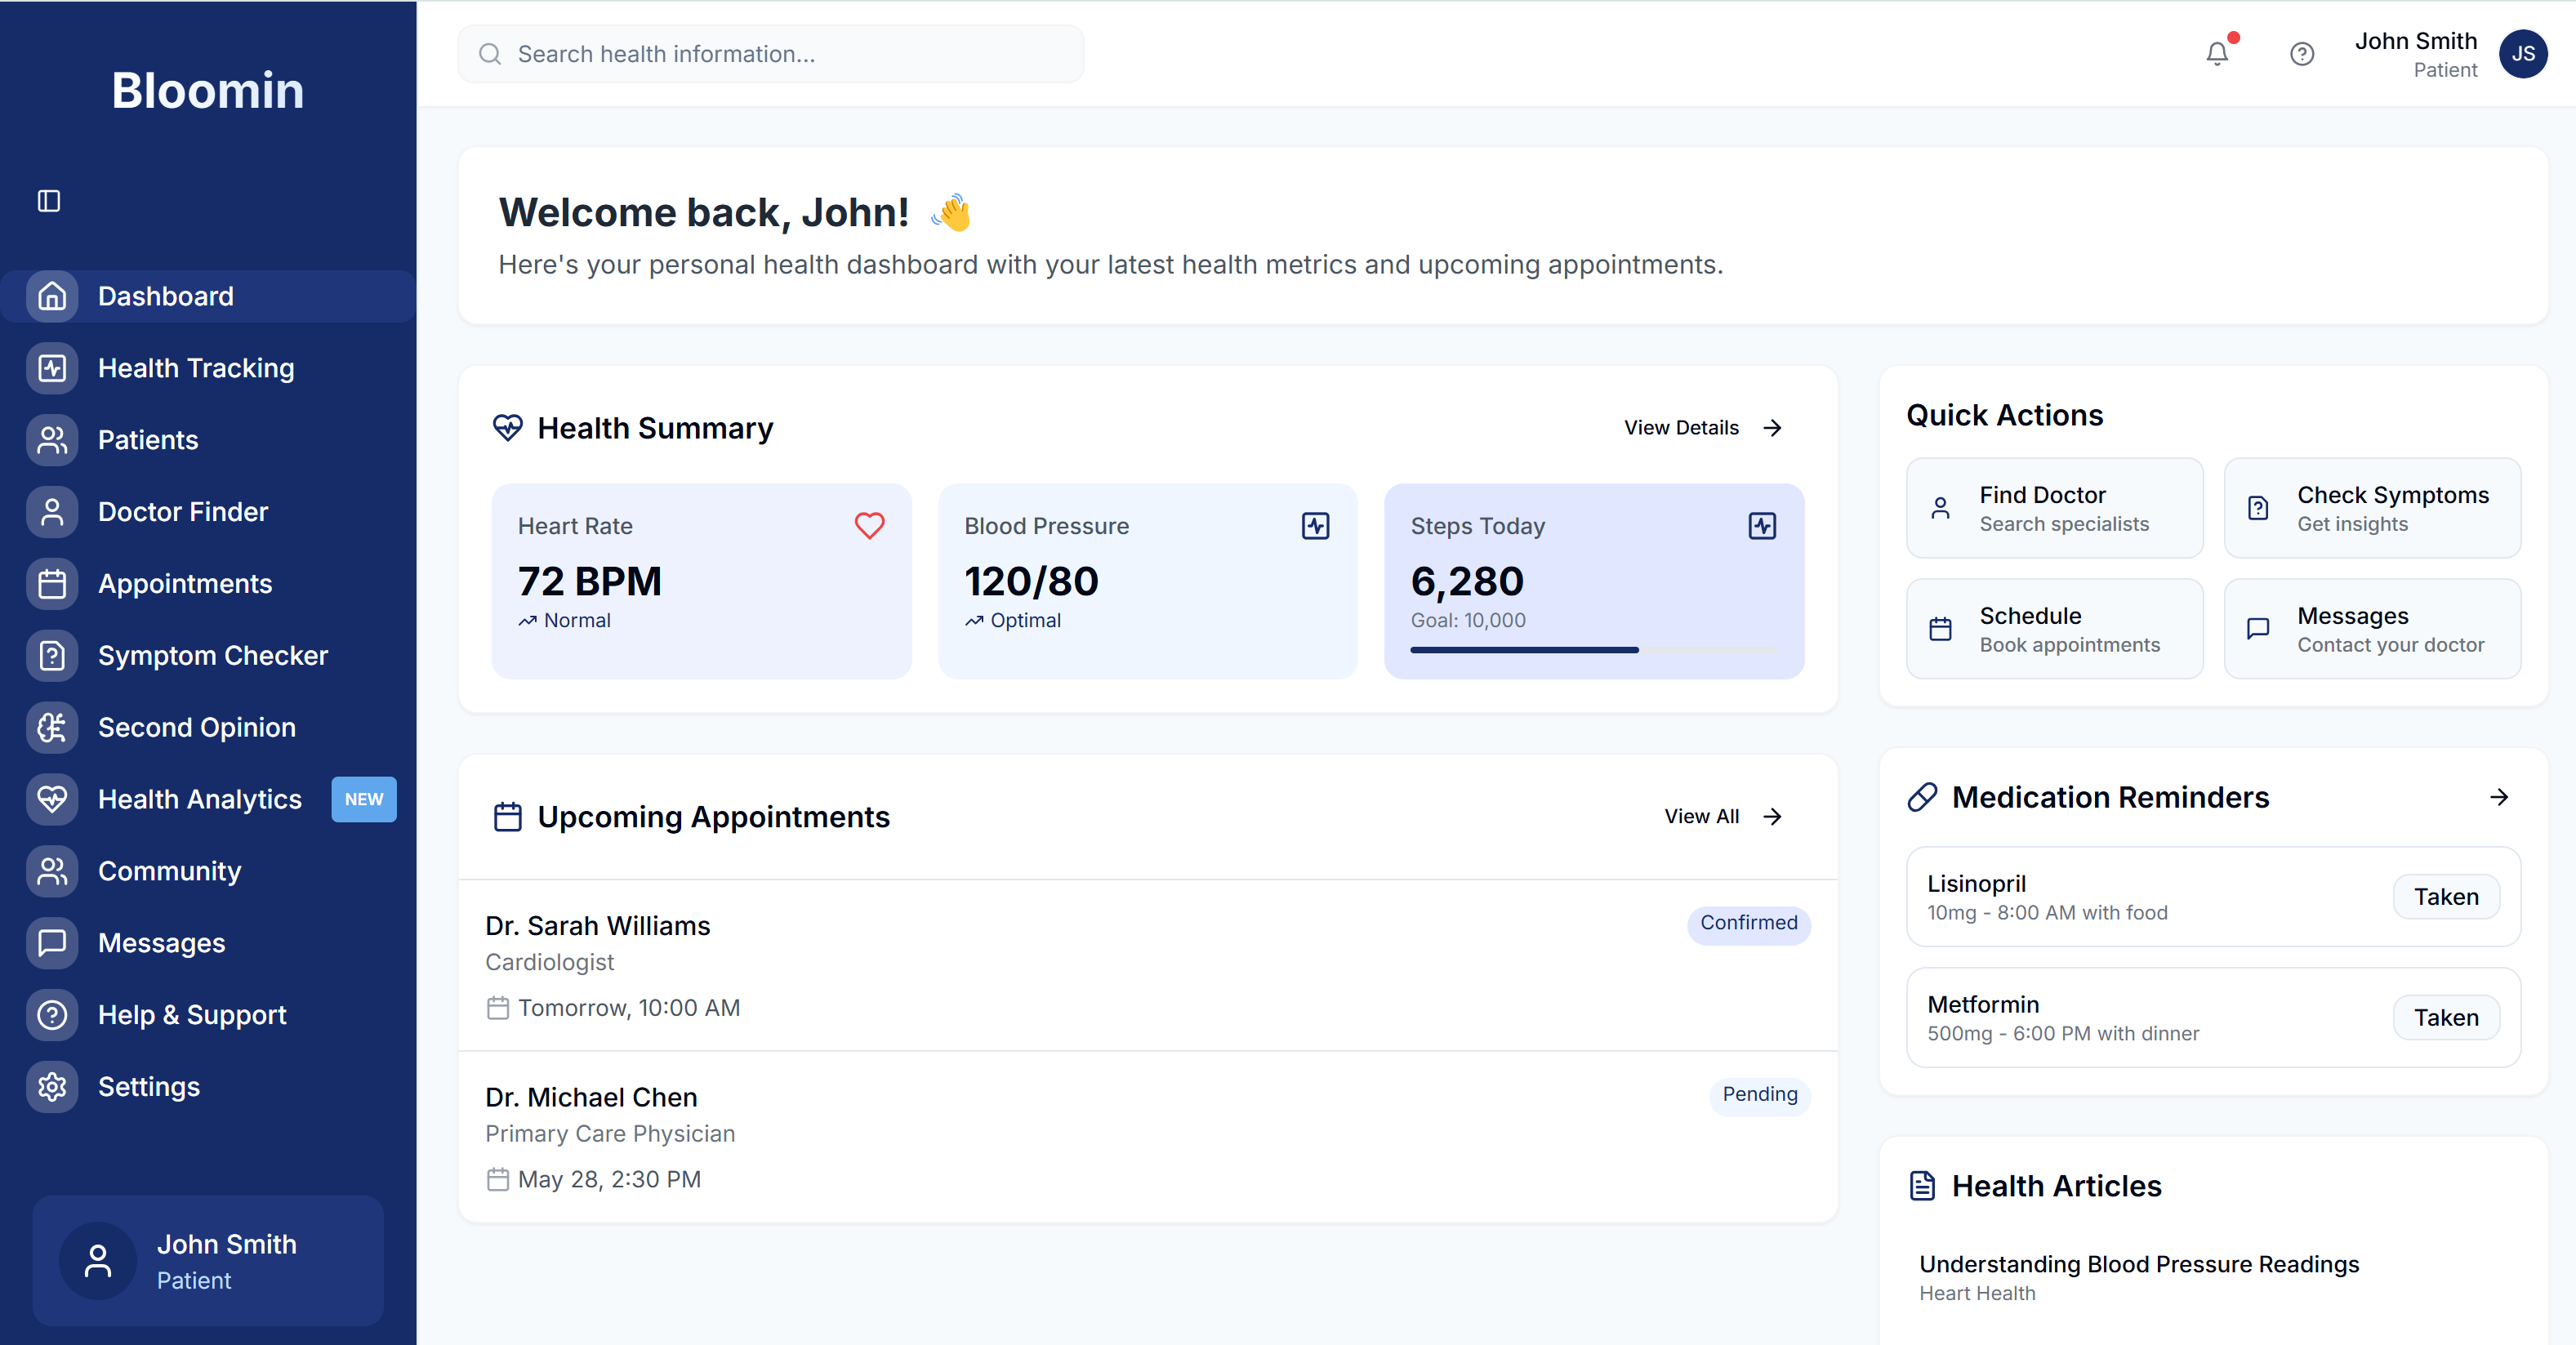 Bloomin
Dashboard
Health Tracking
Patients
Doctor Finder
Appointments
Symptom Checker
Second Opinion
Health Analytics NEW
Community
Messages
Help & Support
Settings
John Smith
Patient
Search health information...
John Smith
Patient
JS
Welcome back, John! 👋
Here's your personal health dashboard with your latest health metrics and upcoming appointments.
Health Summary
View Details
Heart Rate
72 BPM
Normal
Blood Pressure
120/80
Optimal
Steps Today
6,280
Goal: 10,000
Upcoming Appointments
View All
Dr. Sarah Williams
Confirmed
Cardiologist
Tomorrow, 10:00 AM
Dr. Michael Chen
Pending
Primary Care Physician
May 28, 2:30 PM
Quick Actions
Find Doctor
Search specialists
Check Symptoms
Get insights
Schedule
Book appointments
Messages
Contact your doctor
Medication Reminders
Lisinopril
10mg - 8:00 AM with food
Taken
Metformin
500mg - 6:00 PM with dinner
Taken
Health Articles
Understanding Blood Pressure Readings
Heart Health